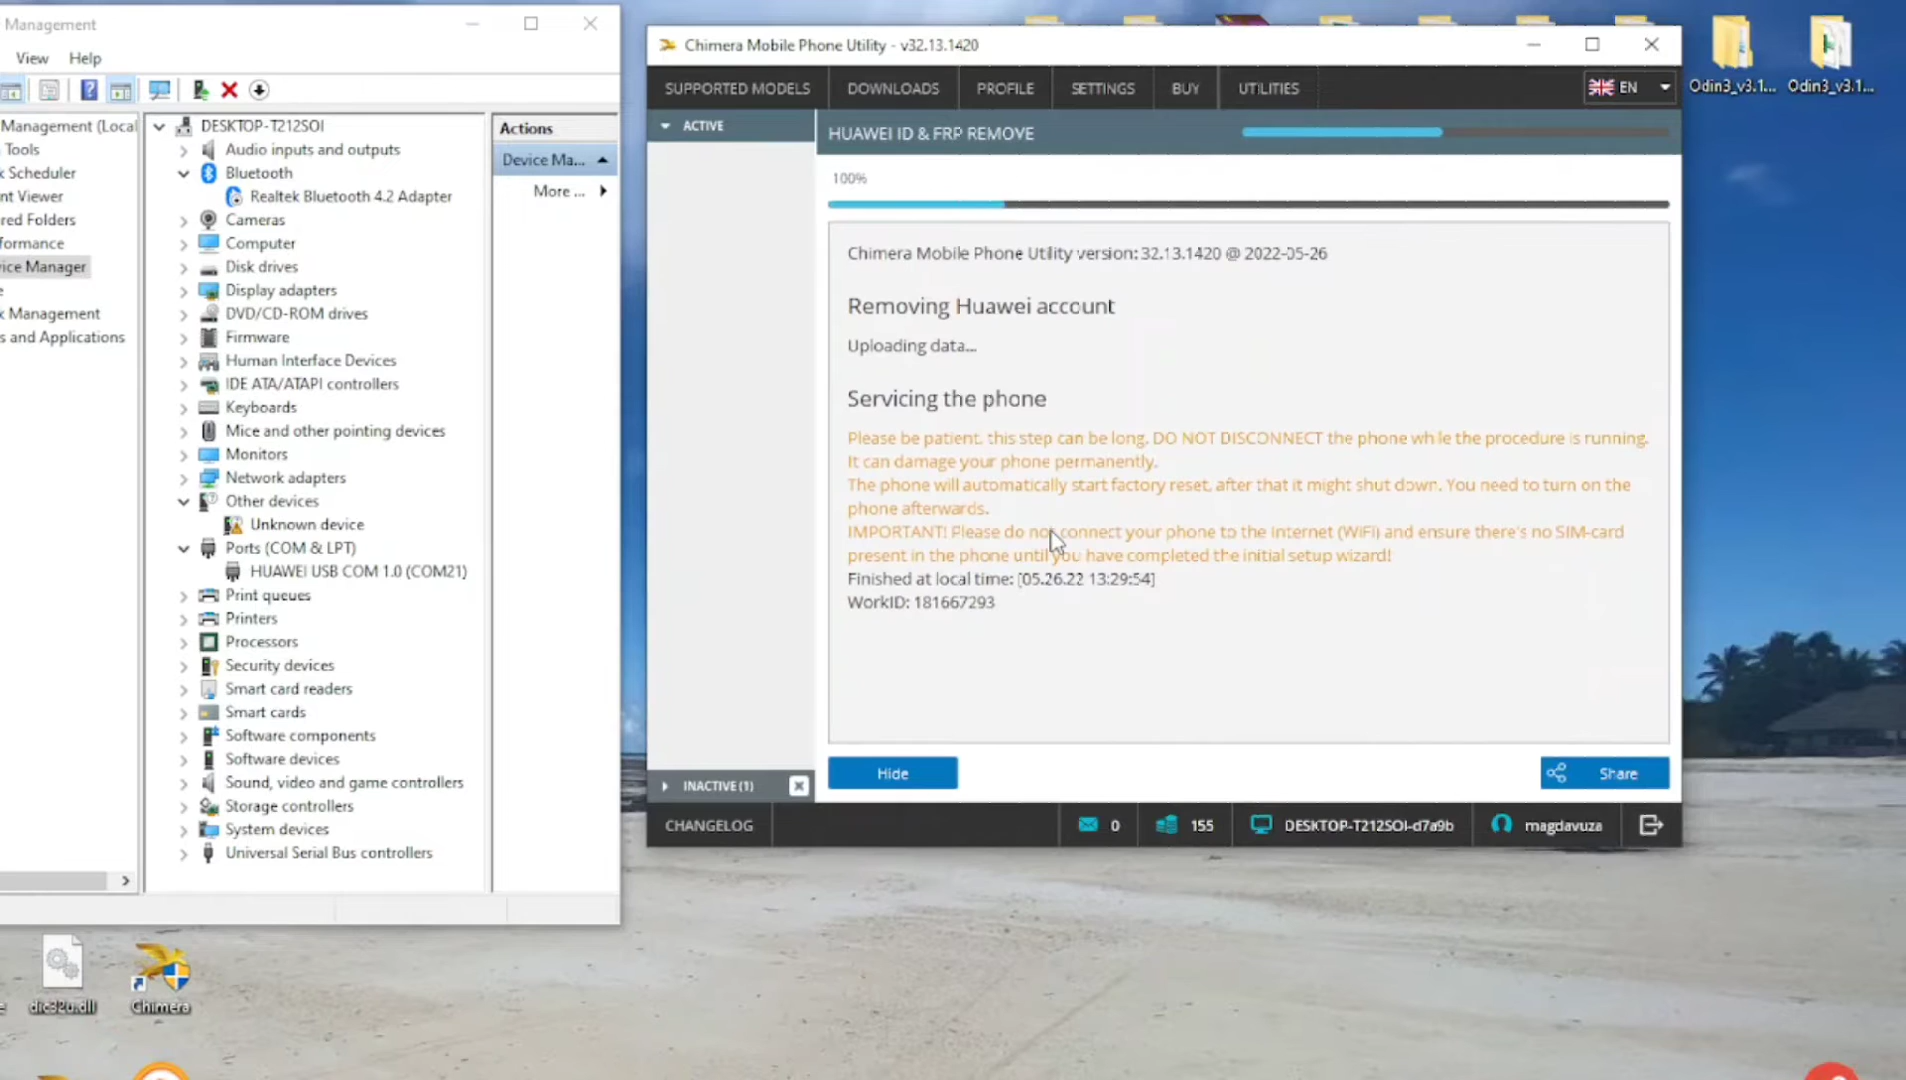 Management
View Help
Management (Local
Tools
k Scheduler
nt Viewer
red Folders
formance
ice Manager
e
k Management
s and Applications
DESKTOP-T212SOI
Audio inputs and outputs
Bluetooth
Realtek Bluetooth 4.2 Adapter
Cameras
Computer
Disk drives
Display adapters
DVD/CD-ROM drives
Firmware
Human Interface Devices
IDE ATA/ATAPI controllers
Keyboards
Mice and other pointing devices
Monitors
Network adapters
Other devices
Unknown device
Ports (COM & LPT)
HUAWEI USB COM 1.0 (COM21)
Print queues
Printers
Processors
Security devices
Smart card readers
Smart cards
Software components
Software devices
Sound, video and game controllers
Storage controllers
System devices
Universal Serial Bus controllers
Actions
Device Ma...
More ...
Chimera Mobile Phone Utility - v32.13.1420
SUPPORTED MODELS DOWNLOADS PROFILE SETTINGS BUY UTILITIES EN
ACTIVE
HUAWEI ID & FRP REMOVE
100%
Chimera Mobile Phone Utility version: 32.13.1420 @ 2022-05-26
Removing Huawei account
Uploading data...
Servicing the phone
Please be patient, this step can be long. DO NOT DISCONNECT the phone while the procedure is running.
It can damage your phone permanently.
The phone will automatically start factory reset, after that it might shut down. You need to turn on the
phone afterwards.
IMPORTANT! Please do not connect your phone to the internet (WiFi) and ensure there's no SIM-card
present in the phone until you have completed the initial setup wizard!
Finished at local time: [05.26.22 13:29:54]
WorkID: 181667293
Hide
Share
INACTIVE (1)
CHANGELOG 0 155 DESKTOP-T212SOI-d7a9b magdavuza
Odin3_v3.1... Odin3_v3.1...
Chimera